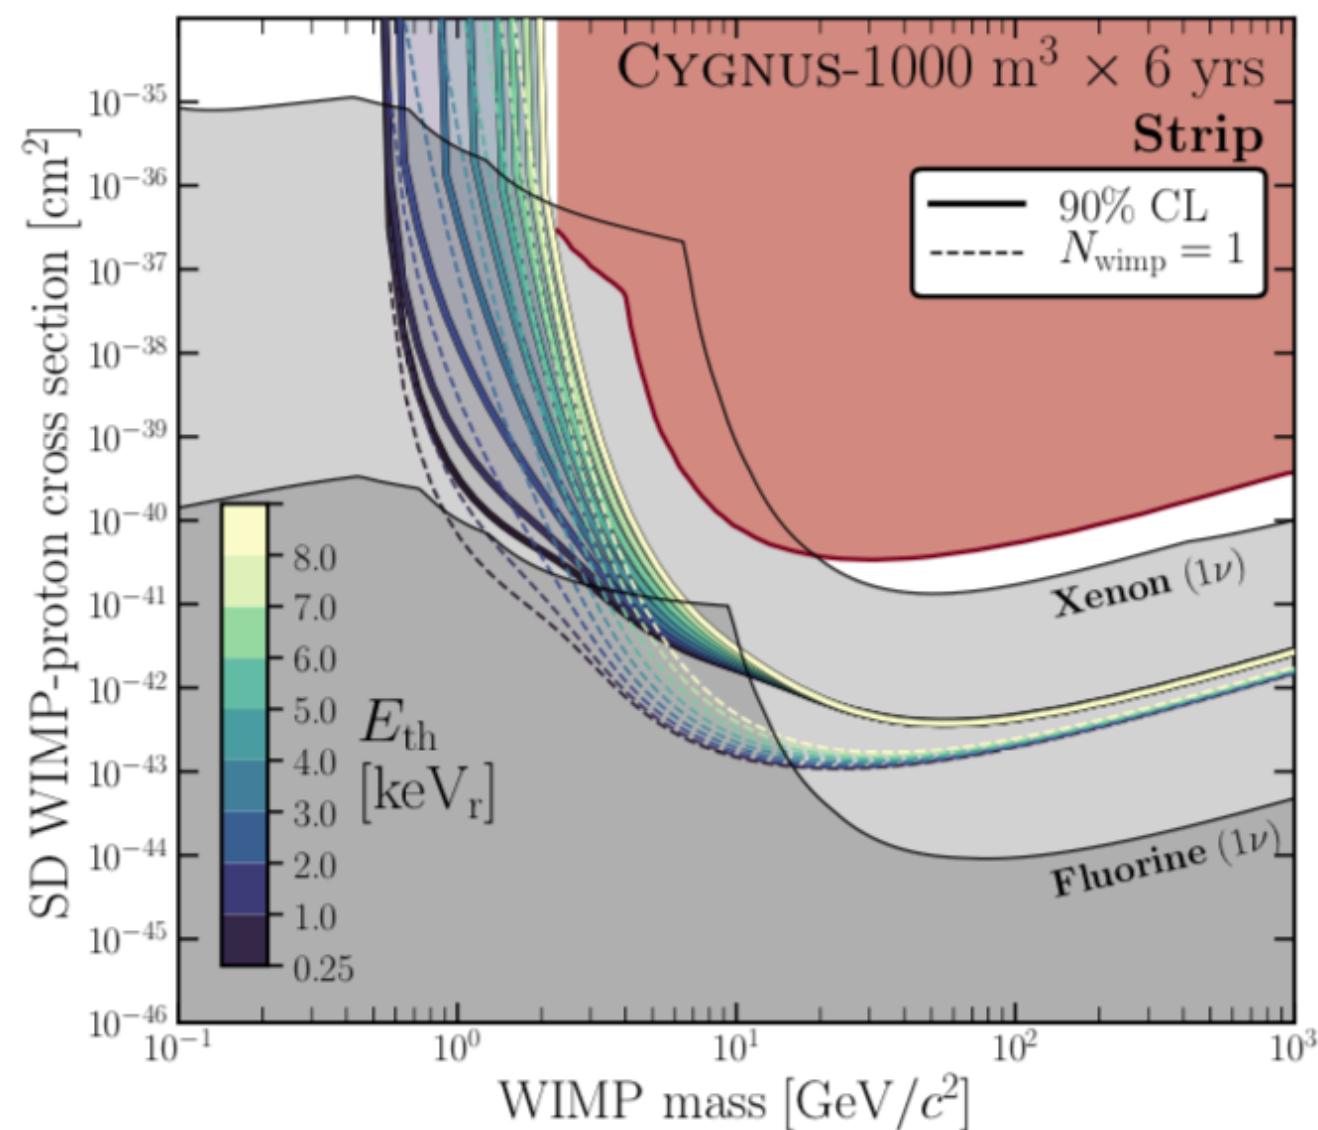 CYGNUS-1000 m³ × 6 yrs
Strip
90% CL
N_wimp = 1
SD WIMP-proton cross section [cm²]
10⁻³⁵
10⁻³⁶
10⁻³⁷
10⁻³⁸
10⁻³⁹
10⁻⁴⁰
10⁻⁴¹
10⁻⁴²
10⁻⁴³
10⁻⁴⁴
10⁻⁴⁵
10⁻⁴⁶
8.0
7.0
6.0
5.0
4.0
3.0
2.0
1.0
0.25
E_th
[keV_r]
Xenon (1ν)
Fluorine (1ν)
10⁻¹ 10⁰ 10¹ 10² 10³
WIMP mass [GeV/c²]